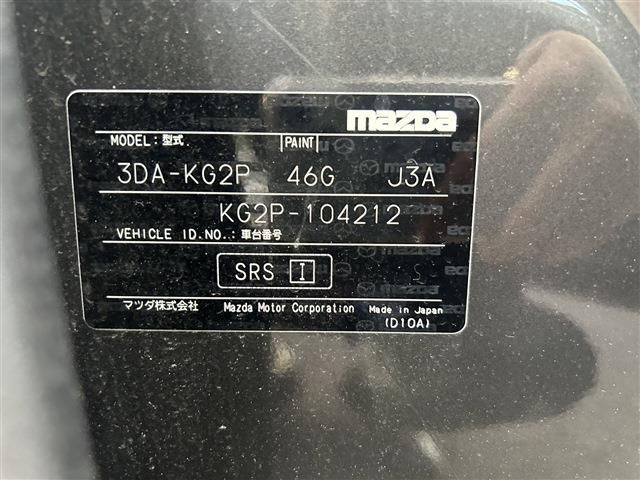 mazda
MODEL:型式. PAINT
3DA-KG2P 46G J3A
KG2P-104212
VEHICLE ID.NO.:車台番号
SRS I
マツダ株式会社 Mazda Motor Corporation Made in Japan
(D10A)